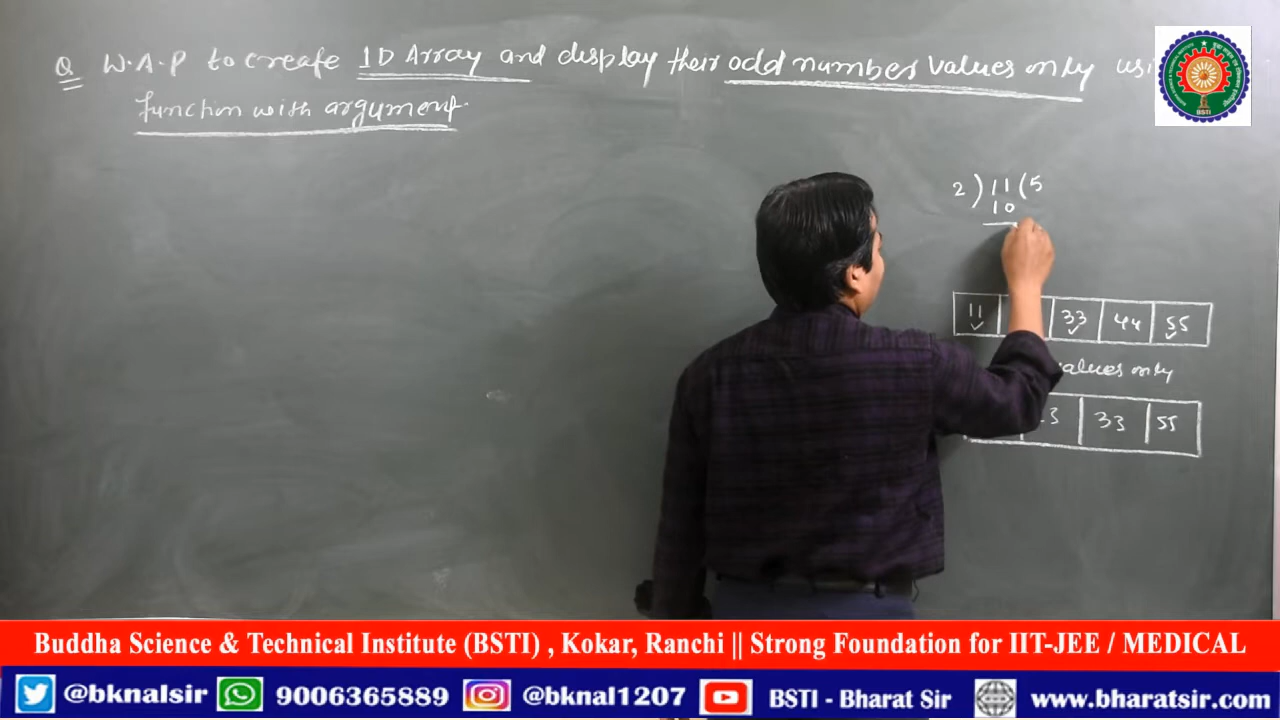 Q W.A.P to create 1D Array and display their odd number values only usi
function with argument.
2 ) 11 ( 5
10
11 33 44 55
values only
3 33 55
BSTI
Buddha Science & Technical Institute (BSTI) , Kokar, Ranchi || Strong Foundation for IIT-JEE / MEDICAL
@bknalsir 9006365889 @bknal1207 BSTI - Bharat Sir www.bharatsir.com